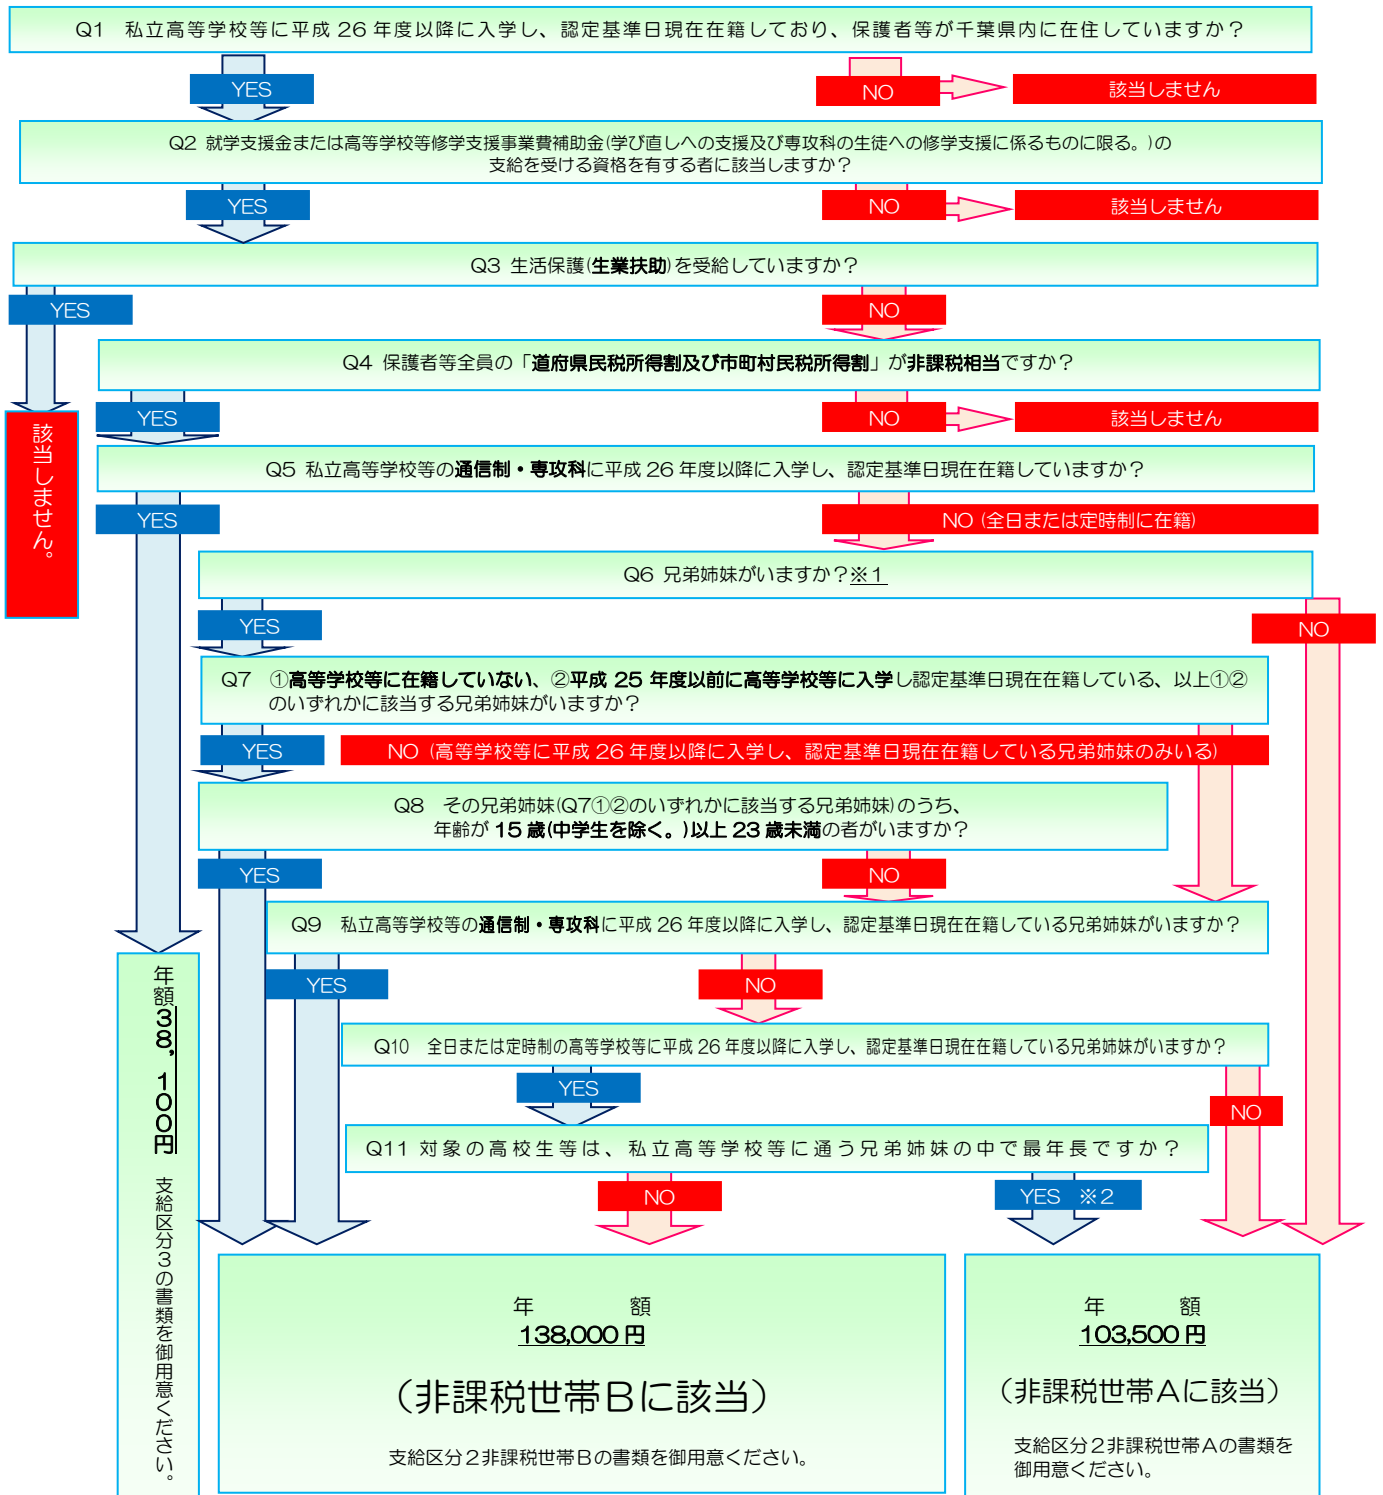 Q1 私立高等学校等に平成 26 年度以降に入学し、認定基準日現在在籍しており、保護者等が千葉県内に在住していますか？
YES
NO
該当しません
Q2 就学支援金または高等学校等修学支援事業費補助金(学び直しへの支援及び専攻科の生徒への修学支援に係るものに限る。)の
支給を受ける資格を有する者に該当しますか？
YES
NO
該当しません
Q3 生活保護(生業扶助)を受給していますか？
YES
NO
該当しません。
Q4 保護者等全員の「道府県民税所得割及び市町村民税所得割」が非課税相当ですか？
YES
NO
該当しません
Q5 私立高等学校等の通信制・専攻科に平成 26 年度以降に入学し、認定基準日現在在籍していますか？
YES
NO (全日または定時制に在籍)
Q6 兄弟姉妹がいますか？※１
YES
NO
Q7 ①高等学校等に在籍していない、②平成 25 年度以前に高等学校等に入学し認定基準日現在在籍している、以上①②
のいずれかに該当する兄弟姉妹がいますか？
YES
NO (高等学校等に平成 26 年度以降に入学し、認定基準日現在在籍している兄弟姉妹のみいる)
Q8 その兄弟姉妹(Q7①②のいずれかに該当する兄弟姉妹)のうち、
年齢が 15 歳(中学生を除く。)以上 23 歳未満の者がいますか？
YES
NO
Q9 私立高等学校等の通信制・専攻科に平成 26 年度以降に入学し、認定基準日現在在籍している兄弟姉妹がいますか？
YES
NO
Q10 全日または定時制の高等学校等に平成 26 年度以降に入学し、認定基準日現在在籍している兄弟姉妹がいますか？
YES
NO
Q11 対象の高校生等は、私立高等学校等に通う兄弟姉妹の中で最年長ですか？
NO
YES ※２
年額３８，１００円 支給区分３の書類を御用意ください。
年 額
138,000 円
（非課税世帯Ｂに該当）
支給区分２非課税世帯Ｂの書類を御用意ください。
年 額
103,500 円
（非課税世帯Ａに該当）
支給区分２非課税世帯Ａの書類を
御用意ください。